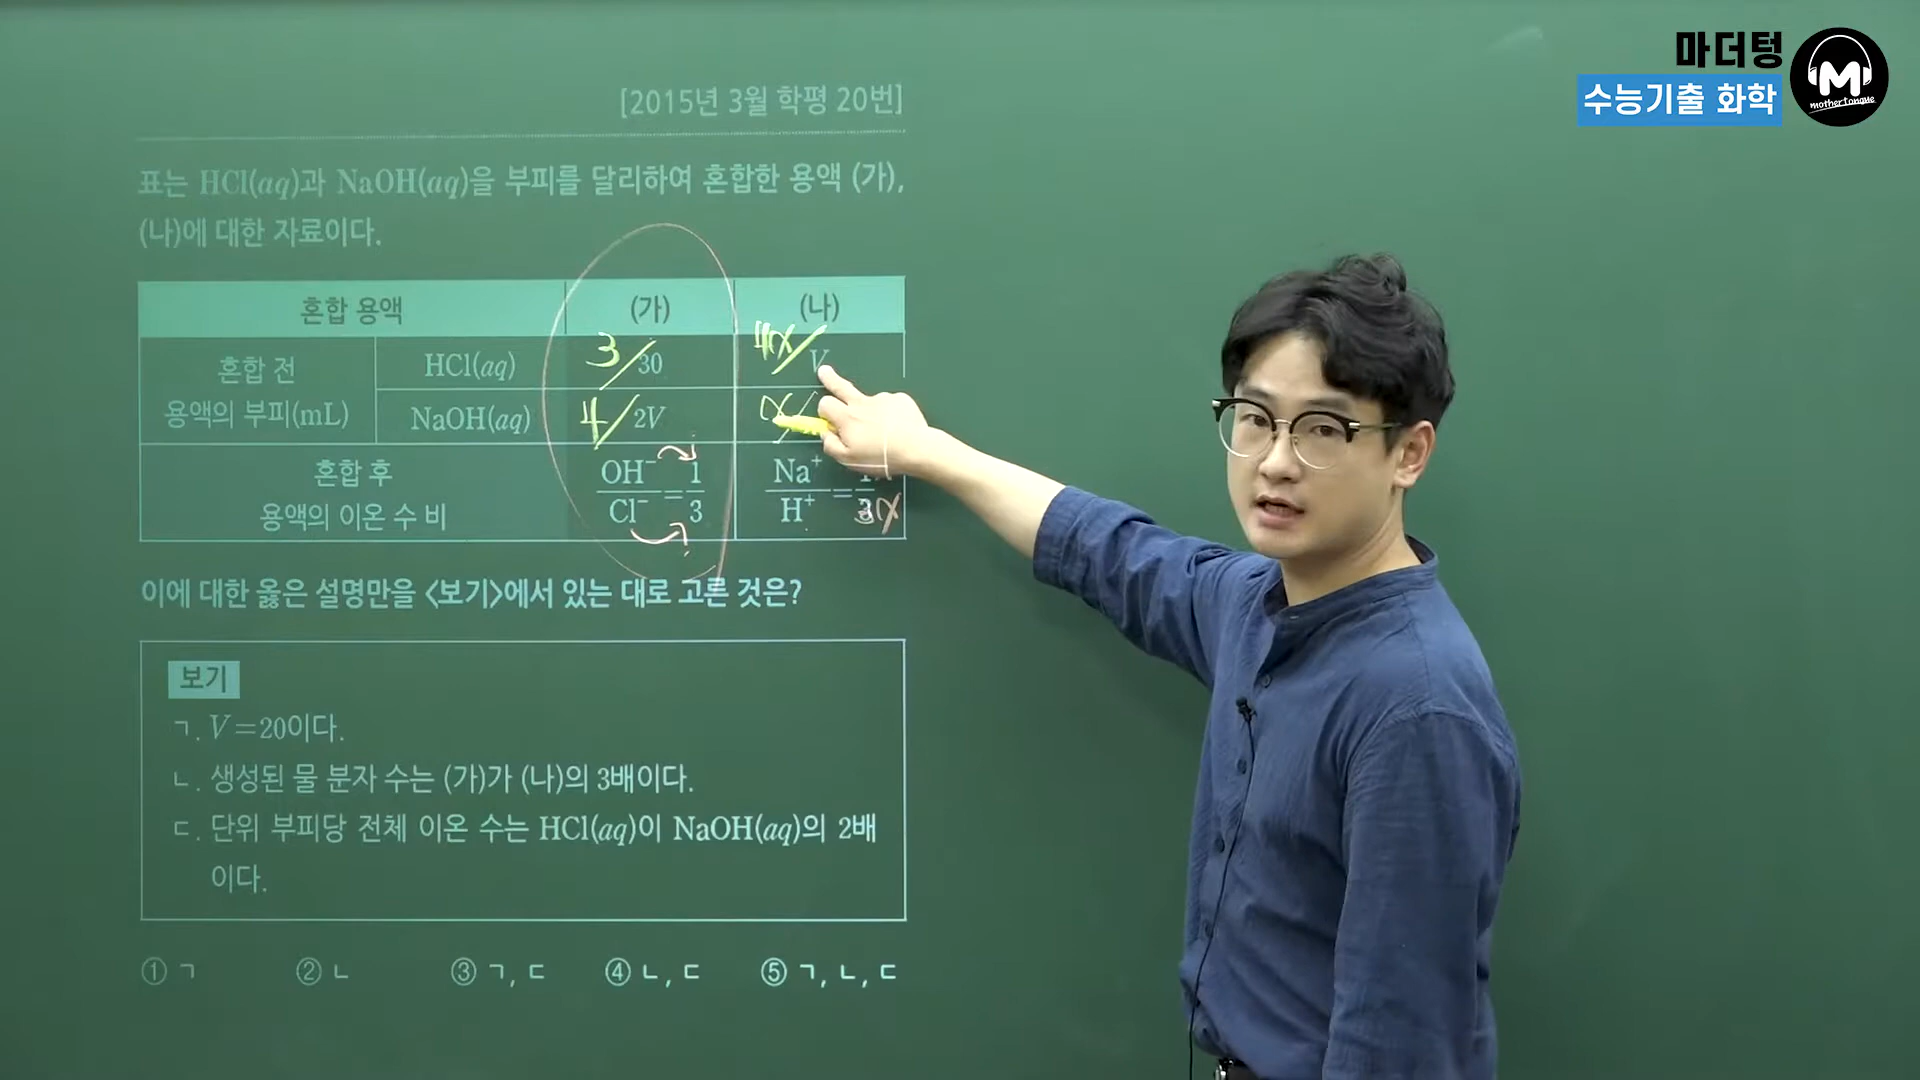 마더텅
수능기출 화학
M
mothertongue
[2015년 3월 학평 20번]
표는 HCl(aq)과 NaOH(aq)을 부피를 달리하여 혼합한 용액 (가),
(나)에 대한 자료이다.
혼합 용액 (가) (나)
혼합 전 용액의 부피(mL) HCl(aq) 3/30 4x/V
NaOH(aq) 4/2V x/
혼합 후 용액의 이온 수 비 OH⁻/Cl⁻=1/3 1 3 Na⁺/H⁺=1/3 3x
이에 대한 옳은 설명만을 <보기>에서 있는 대로 고른 것은?
보기
ㄱ. V=20이다.
ㄴ. 생성된 물 분자 수는 (가)가 (나)의 3배이다.
ㄷ. 단위 부피당 전체 이온 수는 HCl(aq)이 NaOH(aq)의 2배
이다.
① ㄱ ② ㄴ ③ ㄱ, ㄷ ④ ㄴ, ㄷ ⑤ ㄱ, ㄴ, ㄷ